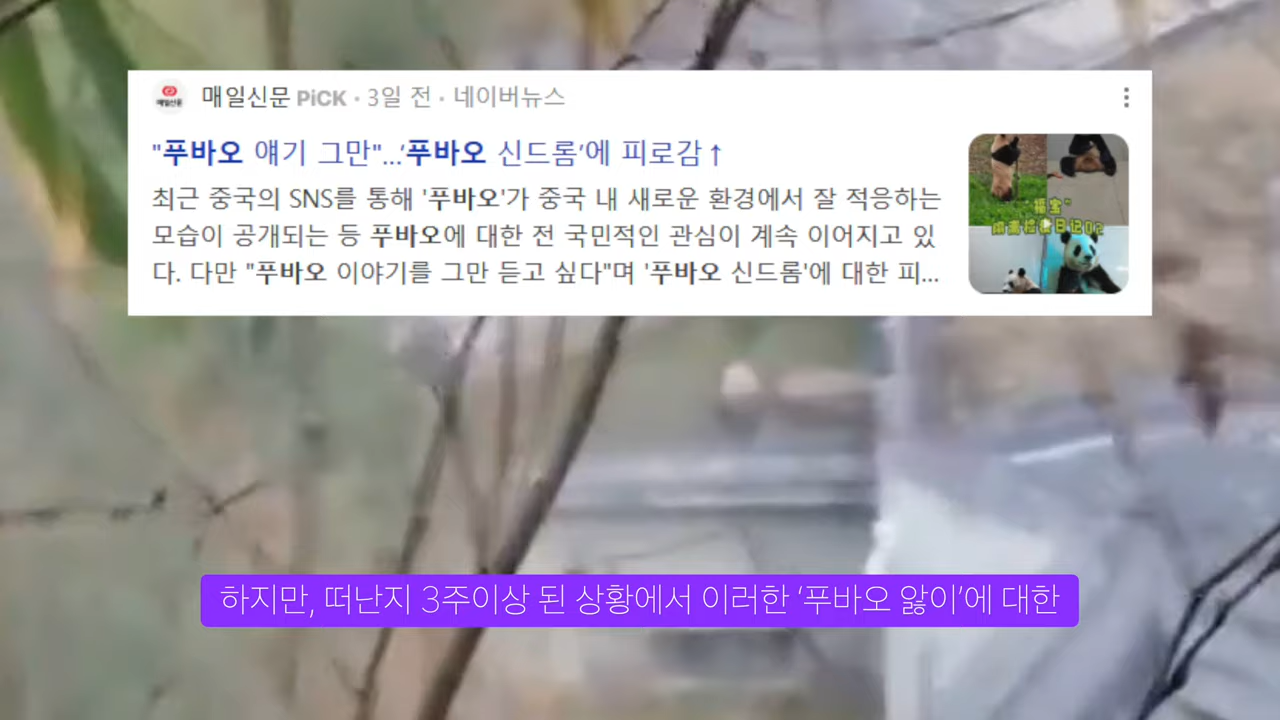 매일신문 PiCK · 3일 전 · 네이버뉴스
"푸바오 얘기 그만"...'푸바오 신드롬'에 피로감↑
최근 중국의 SNS를 통해 '푸바오'가 중국 내 새로운 환경에서 잘 적응하는
모습이 공개되는 등 푸바오에 대한 전 국민적인 관심이 계속 이어지고 있
다. 다만 "푸바오 이야기를 그만 듣고 싶다"며 '푸바오 신드롬'에 대한 피...
매일신문
"福宝"
하지만, 떠난지 3주이상 된 상황에서 이러한 ‘푸바오 앓이’에 대한